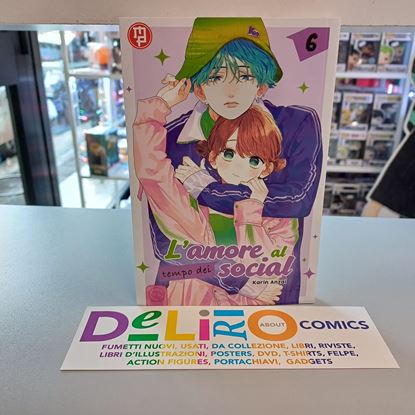 6
L'amore al
tempo dei social
Karin Anzai
DeLiRiO ABOUT COMICS
FUMETTI NUOVI, USATI, DA COLLEZIONE, LIBRI, RIVISTE,
LIBRI D'ILLUSTRAZIONI, POSTERS, DVD, T-SHIRTS, FELPE,
ACTION FIGURES, PORTACHIAVI, GADGETS